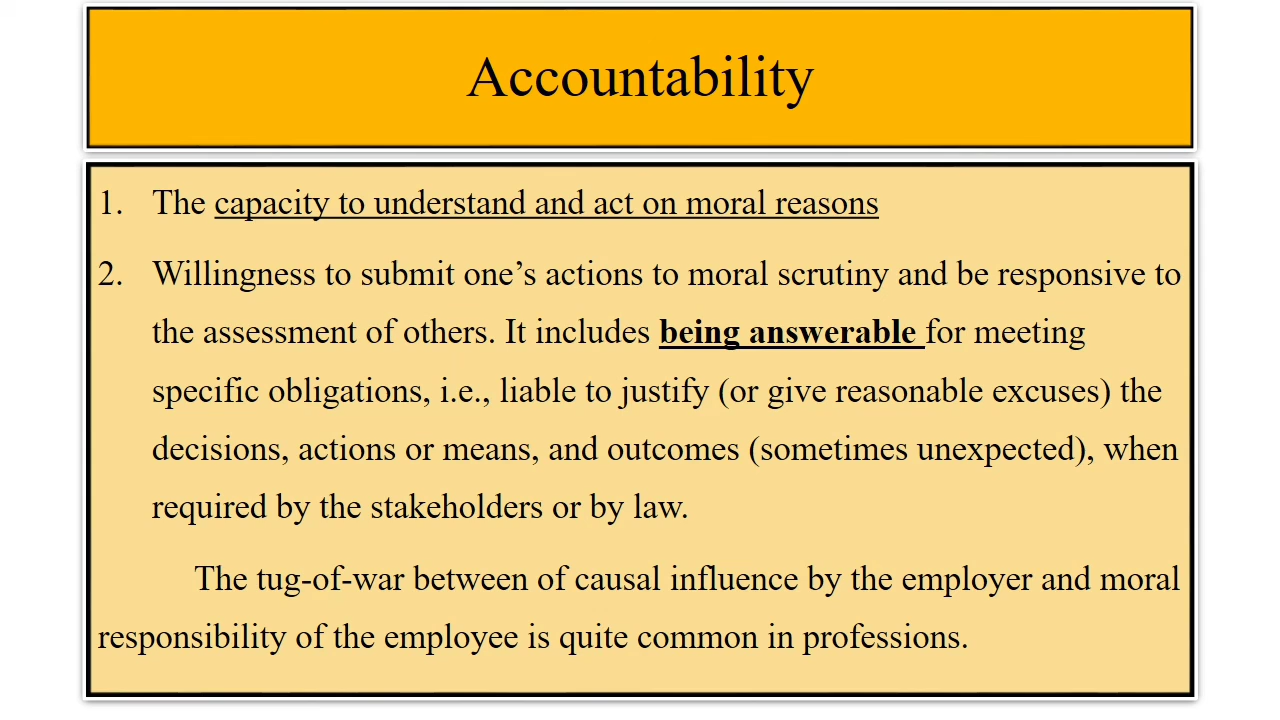 Accountability
1. The capacity to understand and act on moral reasons
2. Willingness to submit one’s actions to moral scrutiny and be responsive to
the assessment of others. It includes being answerable for meeting
specific obligations, i.e., liable to justify (or give reasonable excuses) the
decisions, actions or means, and outcomes (sometimes unexpected), when
required by the stakeholders or by law.
The tug-of-war between of causal influence by the employer and moral
responsibility of the employee is quite common in professions.